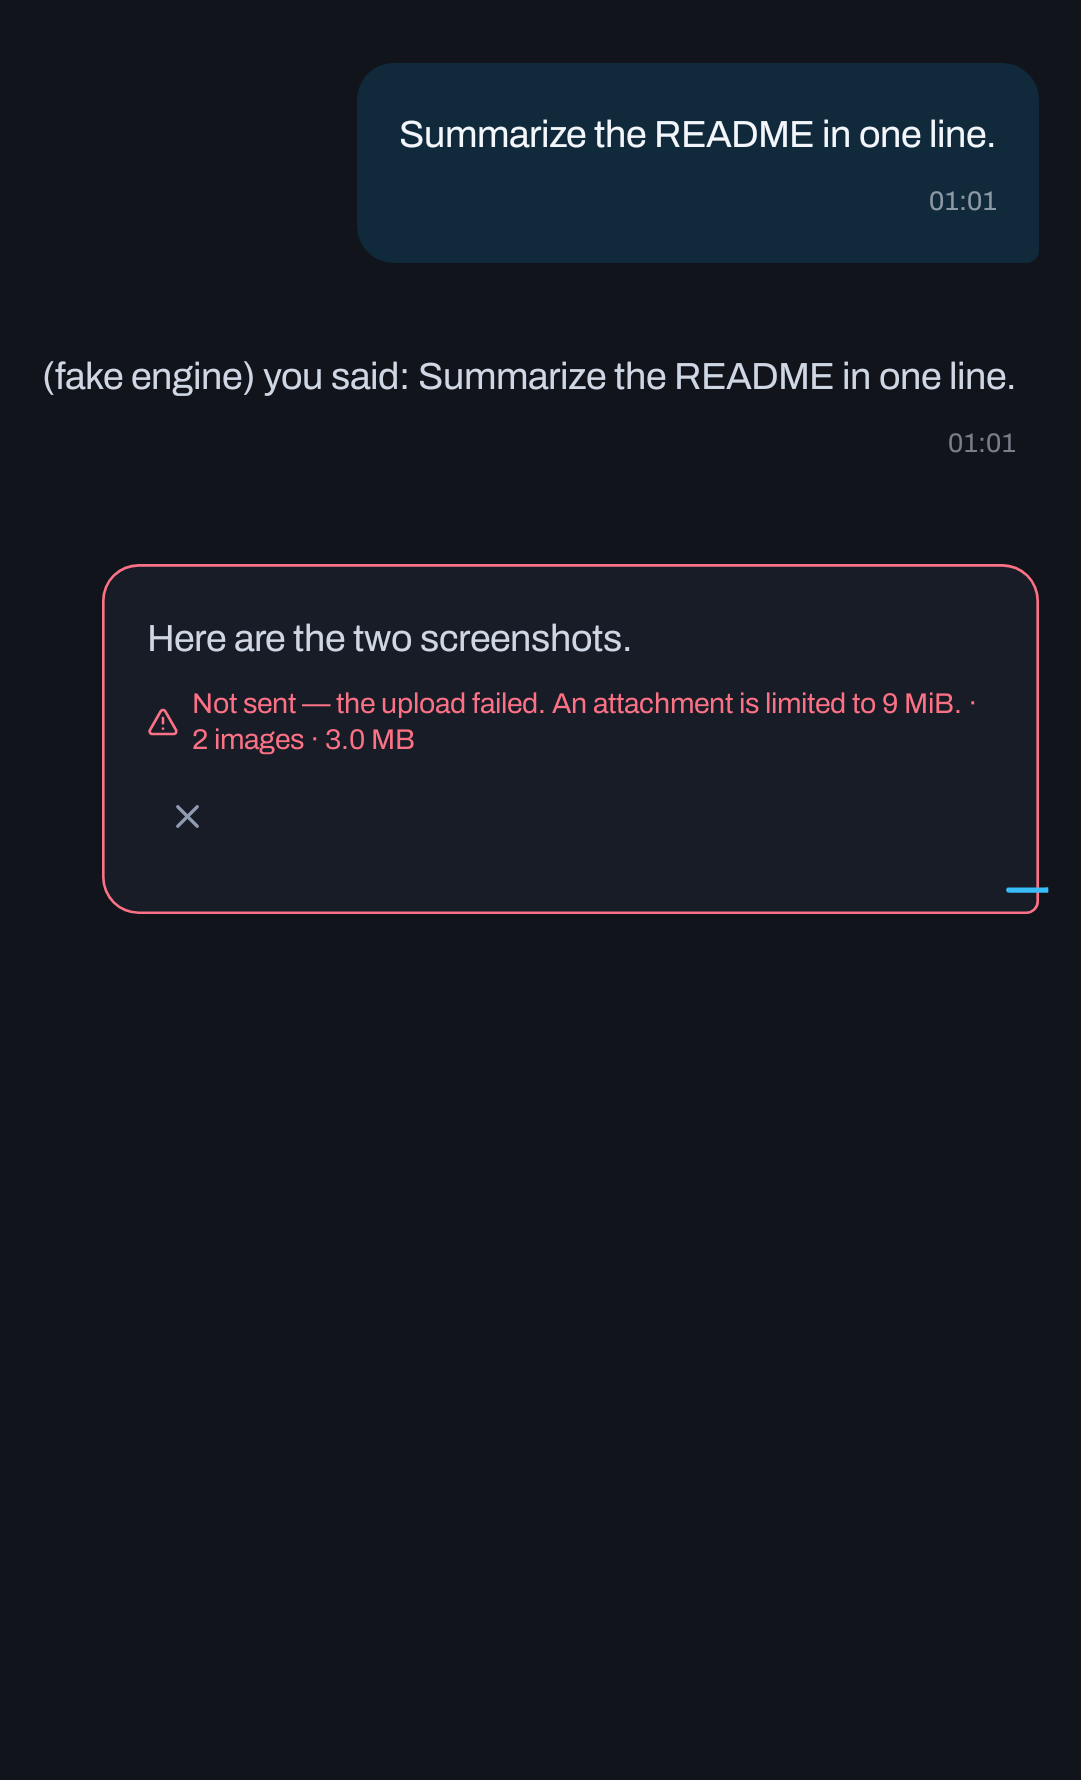 Summarize the README in one line.
01:01
(fake engine) you said: Summarize the README in one line.
01:01
Here are the two screenshots.
Not sent — the upload failed. An attachment is limited to 9 MiB. ·
2 images · 3.0 MB